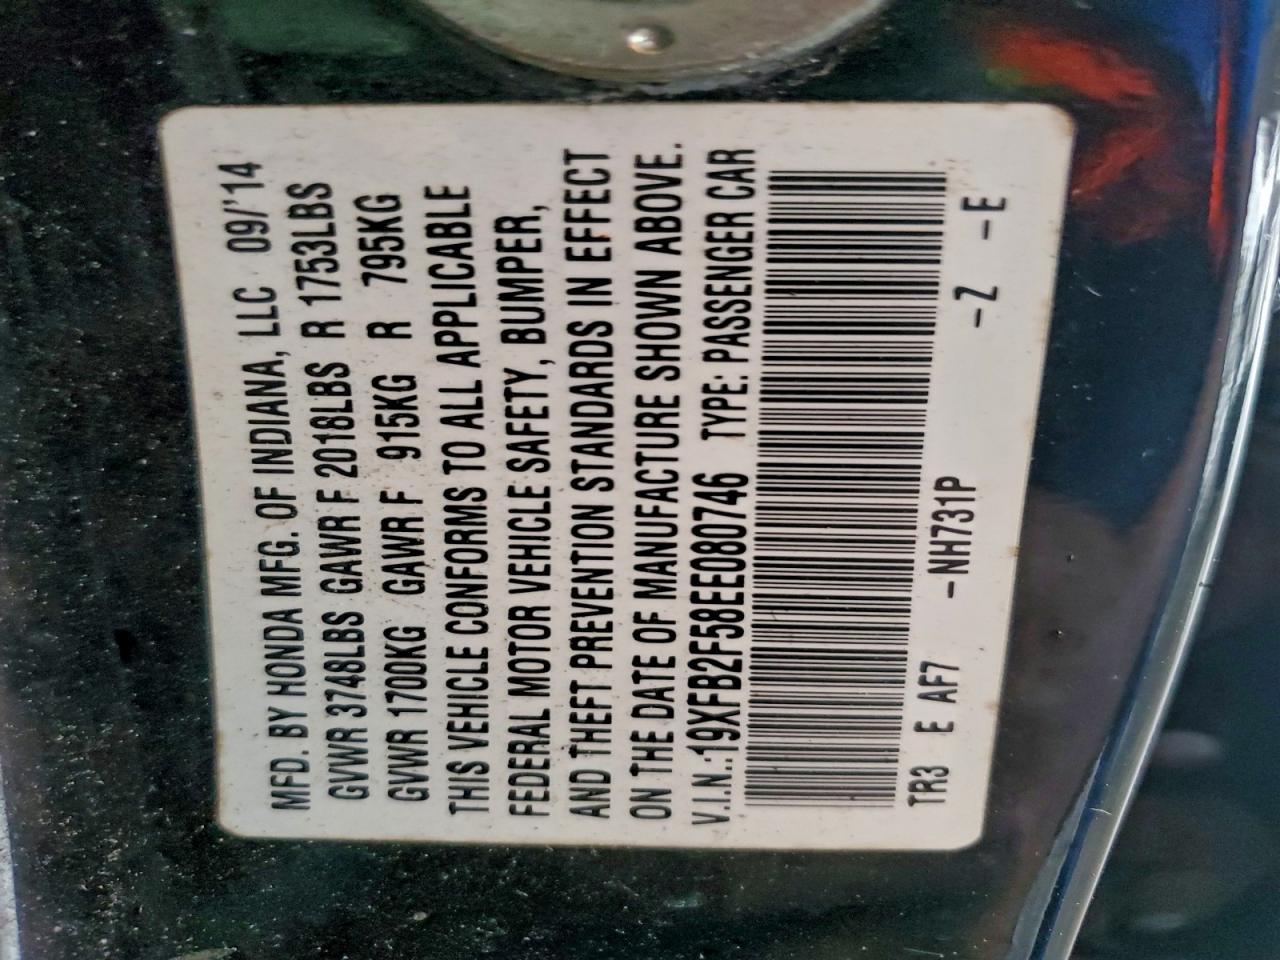 MFD. BY HONDA MFG. OF INDIANA, LLC 09/'14
GVWR 3748LBS GAWR F 2018LBS R 1753LBS
GVWR 1700KG GAWR F 915KG R 795KG
THIS VEHICLE CONFORMS TO ALL APPLICABLE
FEDERAL MOTOR VEHICLE SAFETY, BUMPER,
AND THEFT PREVENTION STANDARDS IN EFFECT
ON THE DATE OF MANUFACTURE SHOWN ABOVE.
V.I.N.:19XFB2F58EE080746 TYPE: PASSENGER CAR
TR3 E AF7 -NH731P -Z -E